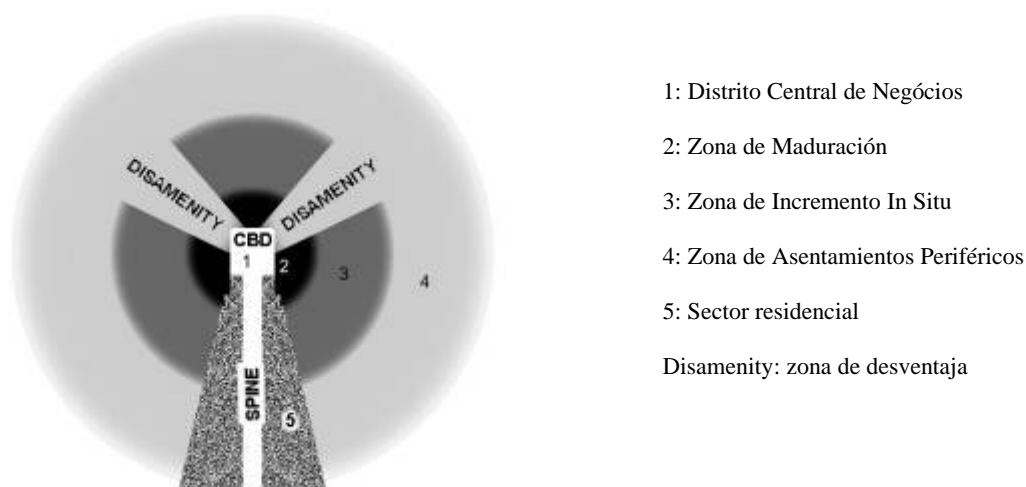 DISAMENITY
DISAMENITY
CBD
1
2
3
4
SPINE
5
1: Distrito Central de Negócios
2: Zona de Maduración
3: Zona de Incremento In Situ
4: Zona de Asentamientos Periféricos
5: Sector residencial
Disamenity: zona de desventaja